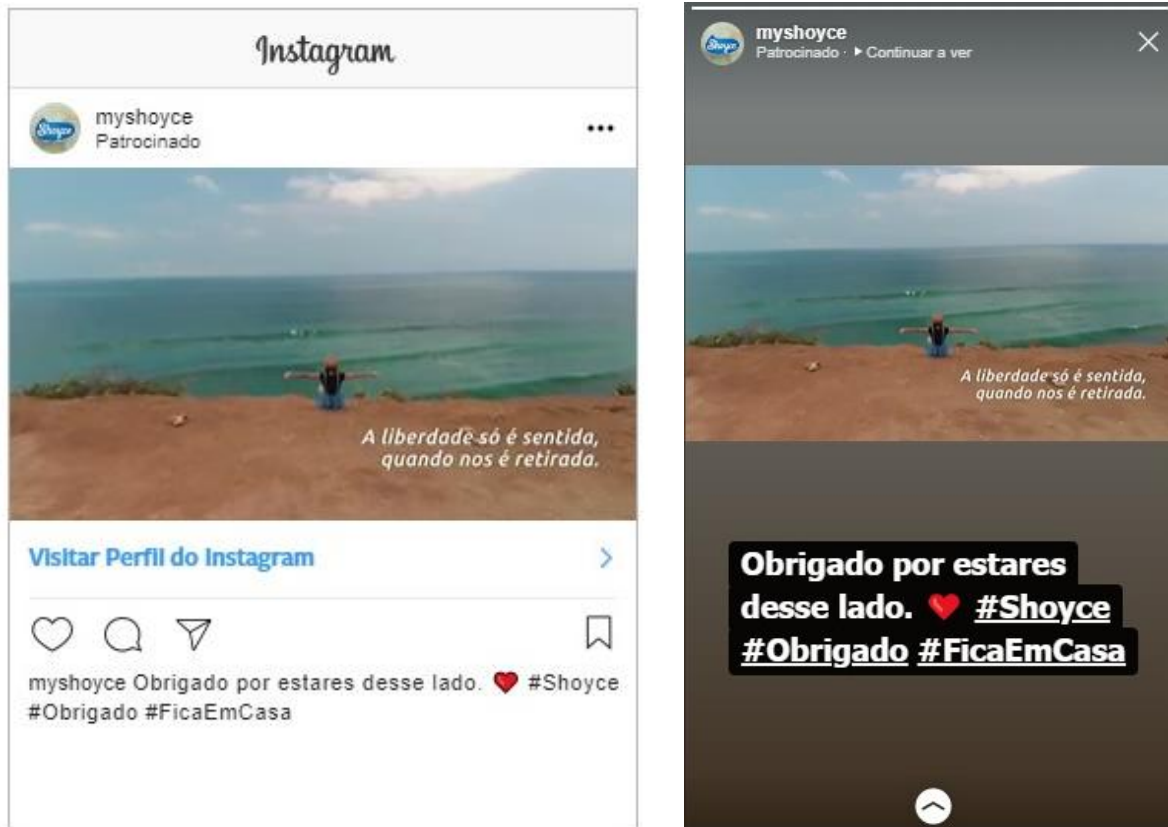 Instagram
Shoyce
myshoyce
Patrocinado
A liberdade só é sentida,
quando nos é retirada.
Visitar Perfil do Instagram
myshoyce Obrigado por estares desse lado. ❤ #Shoyce
#Obrigado #FicaEmCasa
Shoyce
myshoyce
Patrocinado · ▶ Continuar a ver
A liberdade só é sentida,
quando nos é retirada.
Obrigado por estares
desse lado. ❤ #Shoyce
#Obrigado #FicaEmCasa